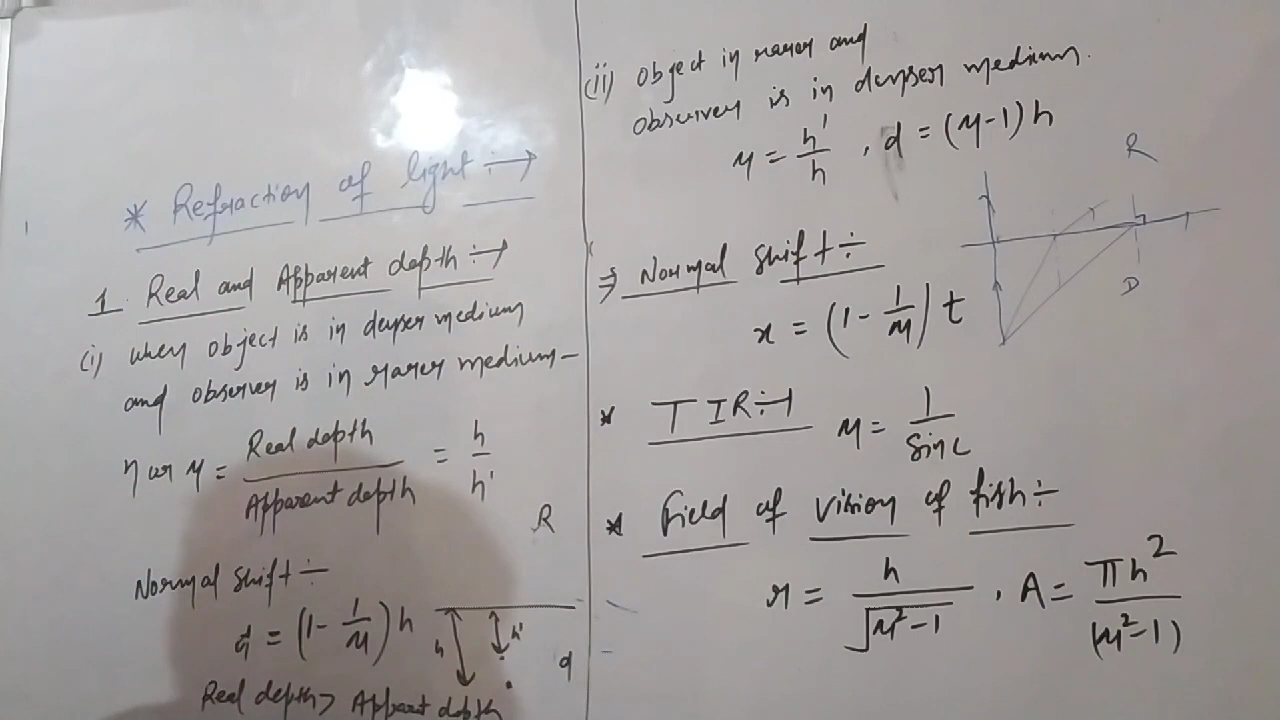 * Refraction of light :→
1 Real and Apparent depth :→
(i) when object is in denser medium
and observer is in rarer medium –
η or μ = Real depth / Apparent depth = h / h'
R
Normal shift ÷
d = (1 - 1/μ) h
h h' d
Real depth > Apparent depth
(ii) object in rarer and
observer is in denser medium.
μ = h' / h , d = (μ-1) h
R
D
⇒ Normal shift ÷
x = (1 - 1/μ) t
* TIR :→ μ = 1 / sin c
* Field of vision of fish ÷
r = h / √(μ²-1) , A = πh² / (μ²-1)